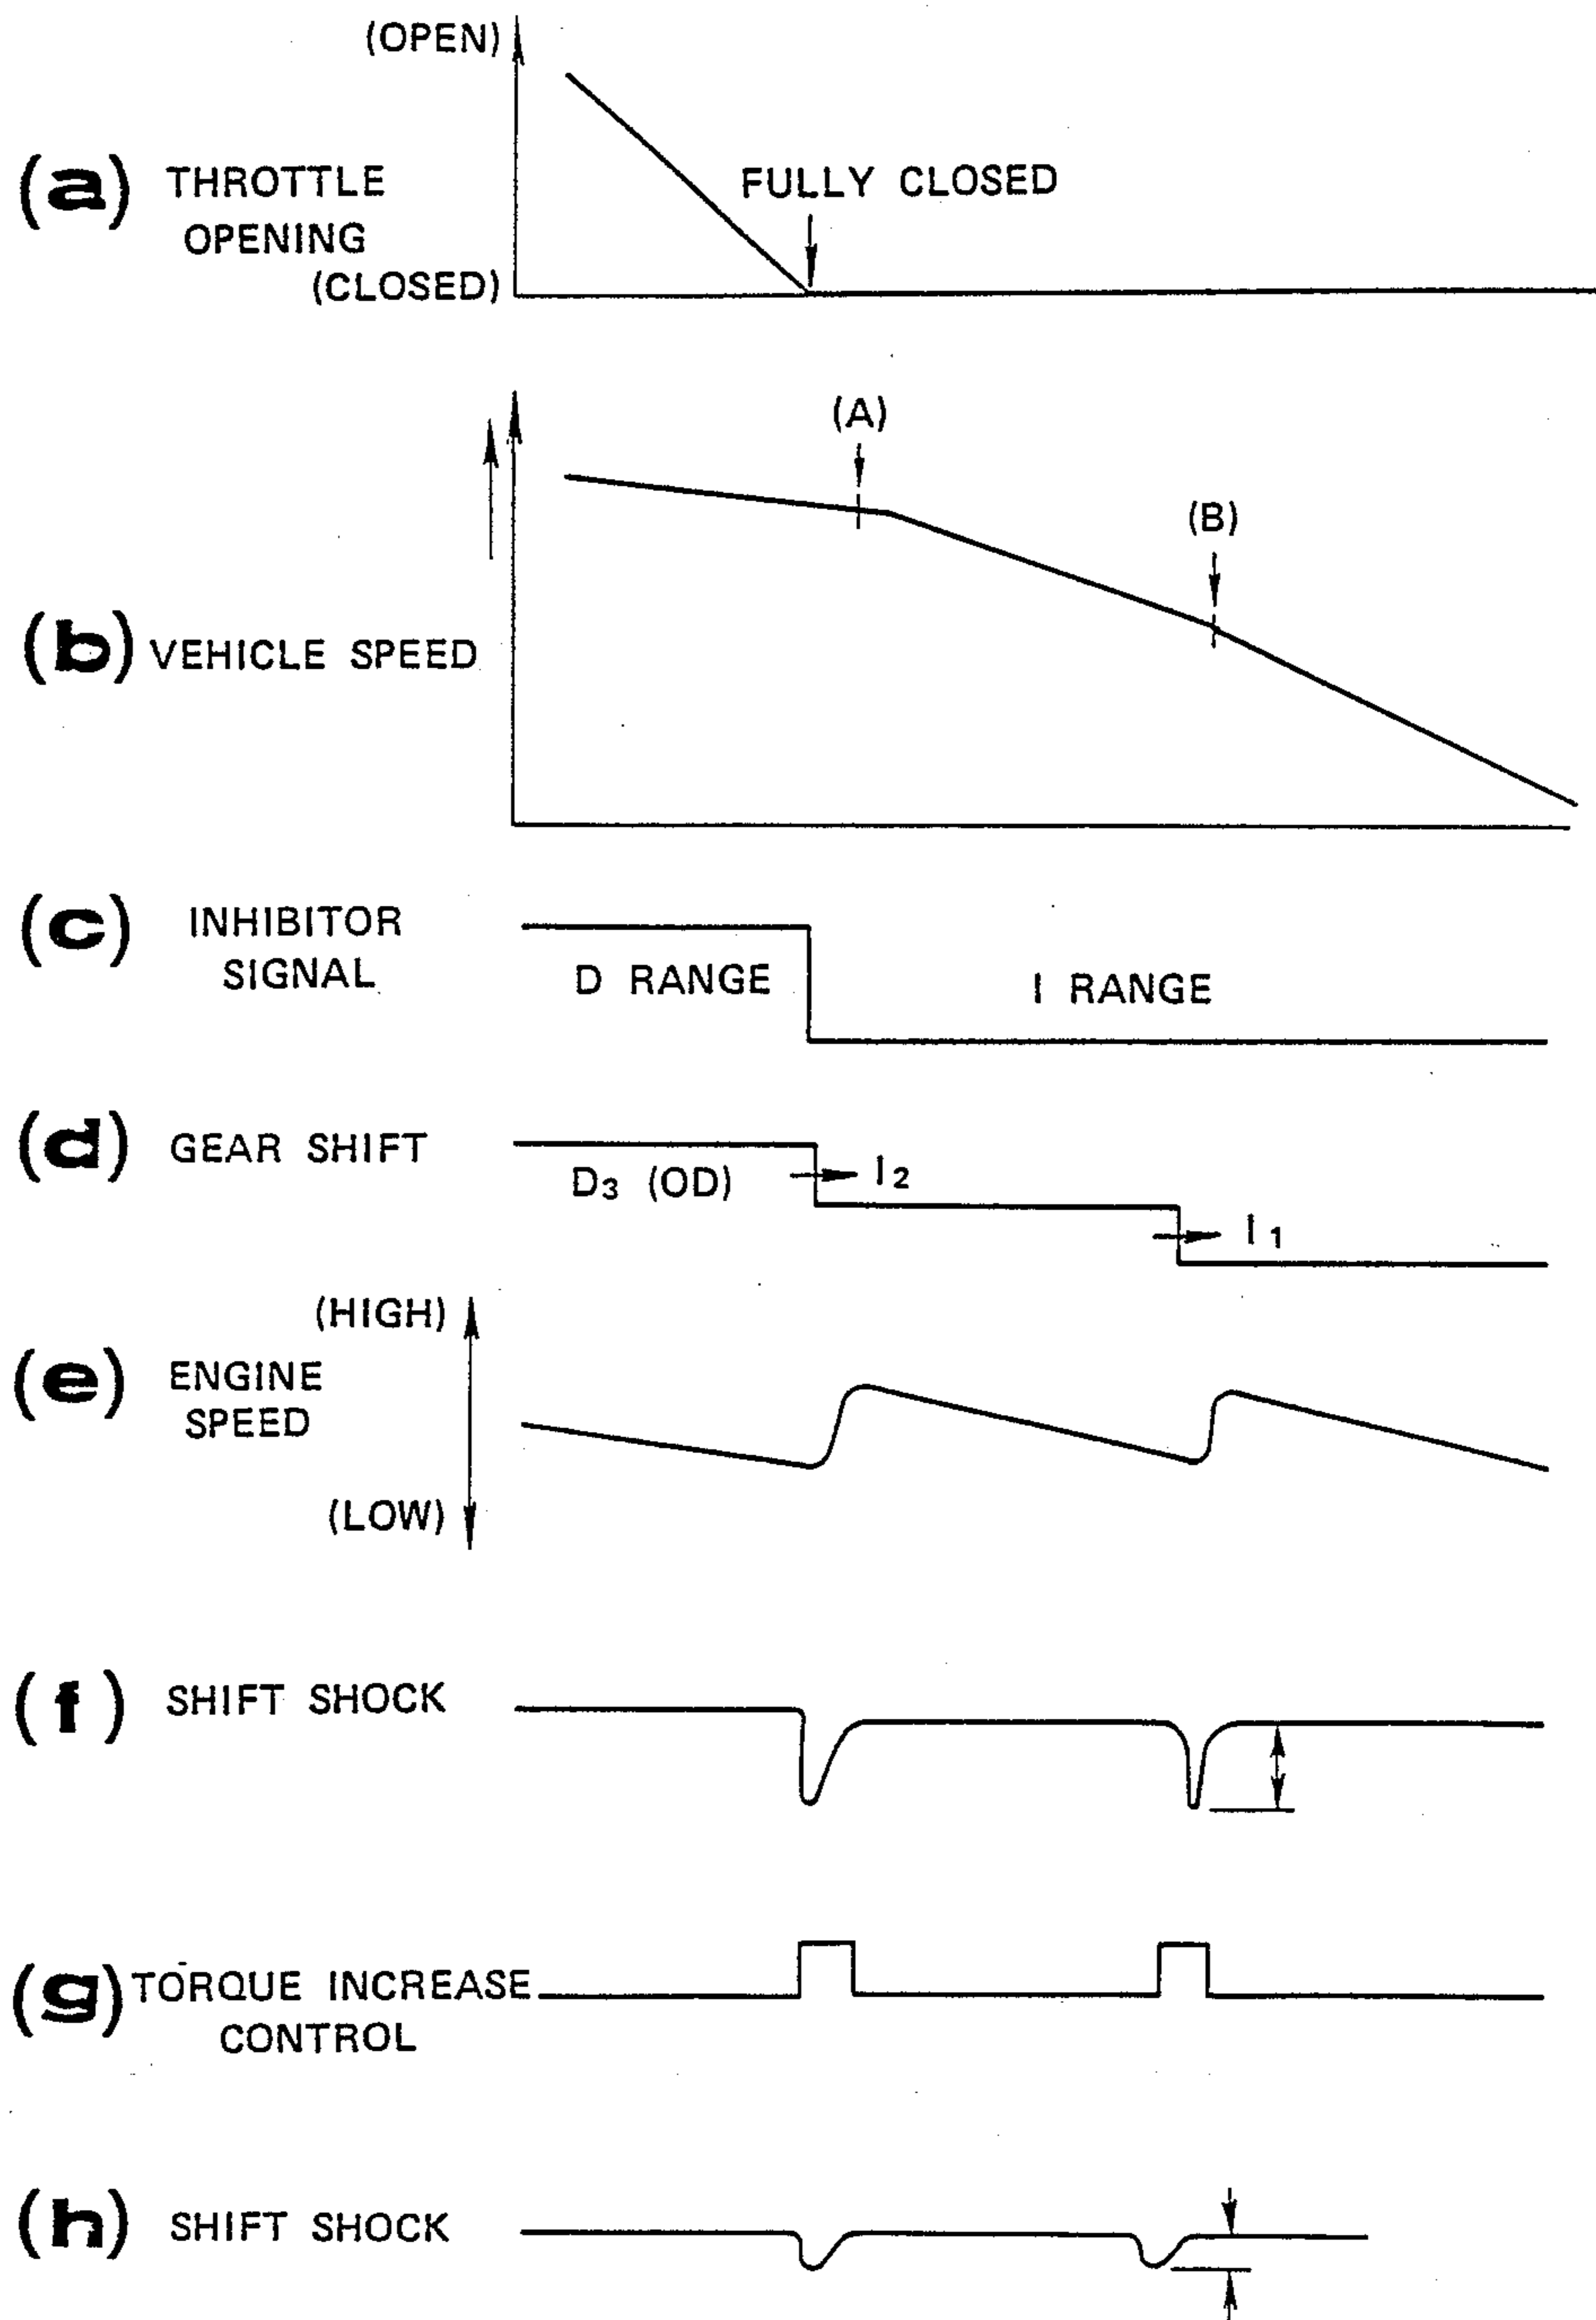 (OPEN)
(a) THROTTLE
OPENING
(CLOSED)
FULLY CLOSED
(A)
(B)
(b) VEHICLE SPEED
(c) INHIBITOR
SIGNAL
D RANGE
I RANGE
(d) GEAR SHIFT
D3 (OD)
I2
I1
(HIGH)
(e) ENGINE
SPEED
(LOW)
(f) SHIFT SHOCK
(g) TORQUE INCREASE
CONTROL
(h) SHIFT SHOCK